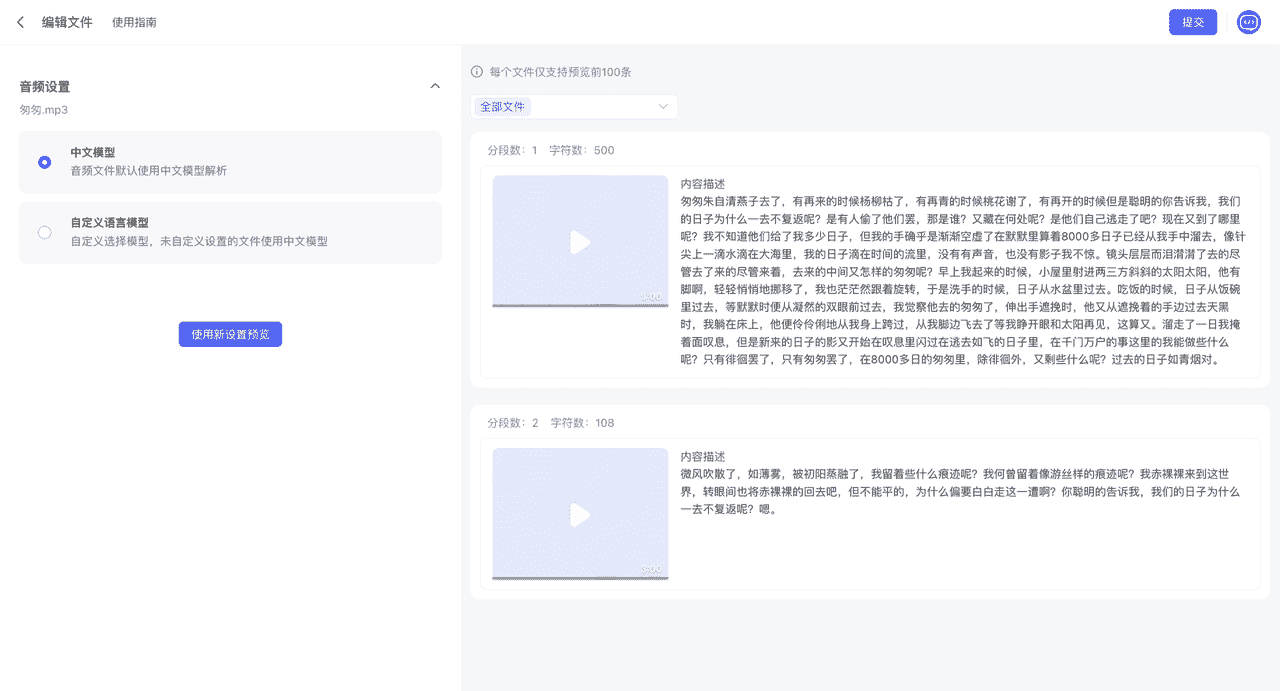 编辑文件 使用指南
提交
音频设置
匆匆.mp3
中文模型
音频文件默认使用中文模型解析
自定义语言模型
自定义选择模型，未自定义设置的文件使用中文模型
使用新设置预览
每个文件仅支持预览前100条
全部文件
分段数：1 字符数：500
内容描述
匆匆朱自清燕子去了，有再来的时候杨柳枯了，有再青的时候桃花谢了，有再开的时候但是聪明的你告诉我，我们
的日子为什么一去不复返呢？是有人偷了他们罢，那是谁？又藏在何处呢？是他们自己逃走了吧？现在又到了哪里
呢？我不知道他们给了我多少日子，但我的手确乎是渐渐空虚了在默默里算着8000多日子已经从我手中溜去，像针
尖上一滴水滴在大海里，我的日子滴在时间的流里，没有有声音，也没有影子我不惊。镜头层层而泪潸潸了去的尽
管去了来的尽管来着，去来的中间又怎样的匆匆呢？早上我起来的时候，小屋里射进两三方斜斜的太阳太阳，他有
脚啊，轻轻悄悄地挪移了，我也茫茫然跟着旋转，于是洗手的时候，日子从水盆里过去。吃饭的时候，日子从饭碗
里过去，等默默时便从凝然的双眼前过去，我觉察他去的匆匆了，伸出手遮挽时，他又从遮挽着的手边过去天黑
时，我躺在床上，他便伶伶俐地从我身上跨过，从我脚边飞去了等我睁开眼和太阳再见，这算又。溜走了一日我掩
着面叹息，但是新来的日子的影又开始在叹息里闪过在逃去如飞的日子里，在千门万户的事这里的我能做些什么
呢？只有徘徊罢了，只有匆匆罢了，在8000多日的匆匆里，除徘徊外，又剩些什么呢？过去的日子如青烟对。
3:00
分段数：2 字符数：108
内容描述
微风吹散了，如薄雾，被初阳蒸融了，我留着些什么痕迹呢？我何曾留着像游丝样的痕迹呢？我赤裸裸来到这世
界，转眼间也将赤裸裸的回去吧，但不能平的，为什么偏要白白走这一遭啊？你聪明的告诉我，我们的日子为什么
一去不复返呢？嗯。
3:00